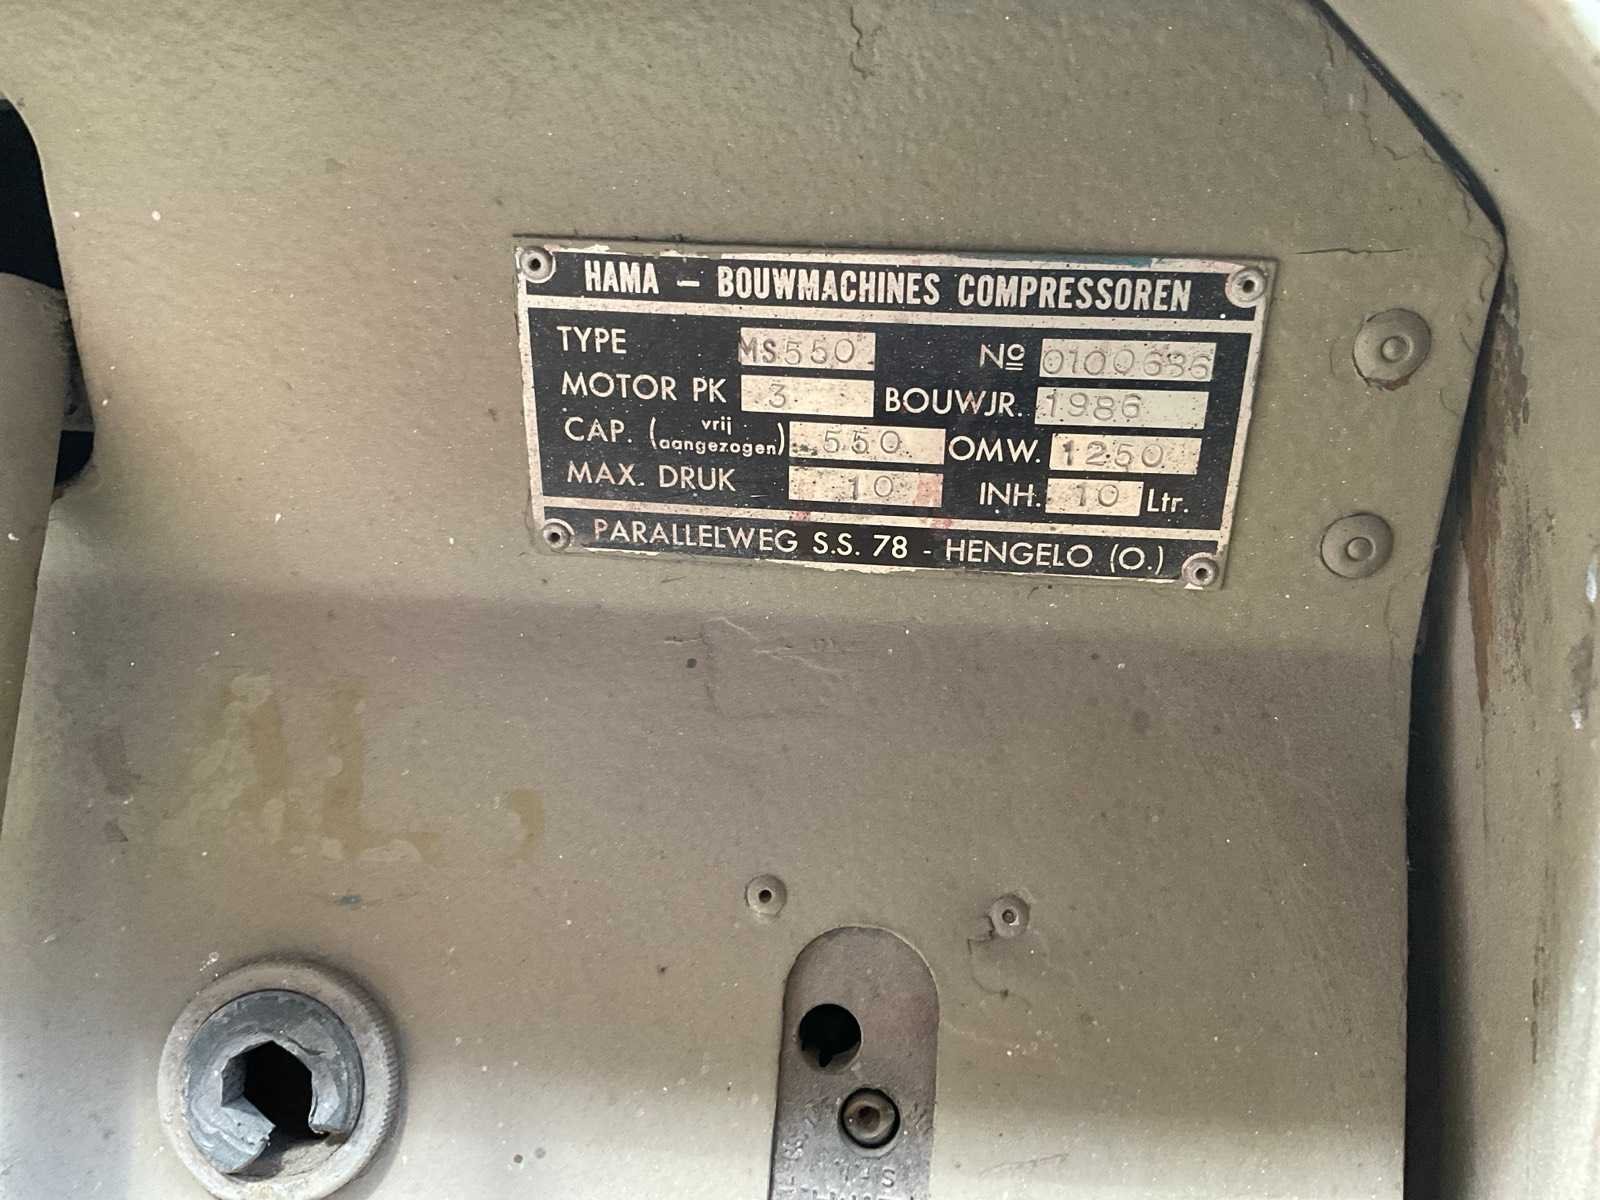 HAMA - BOUWMACHINES COMPRESSOREN
TYPE MS550 Nº 0100636
MOTOR PK 3 BOUWJR. 1986
CAP. (vrij aangezogen) 550 OMW. 1250
MAX. DRUK 10 INH. 10 Ltr.
PARALLELWEG S.S. 78 - HENGELO (O.)